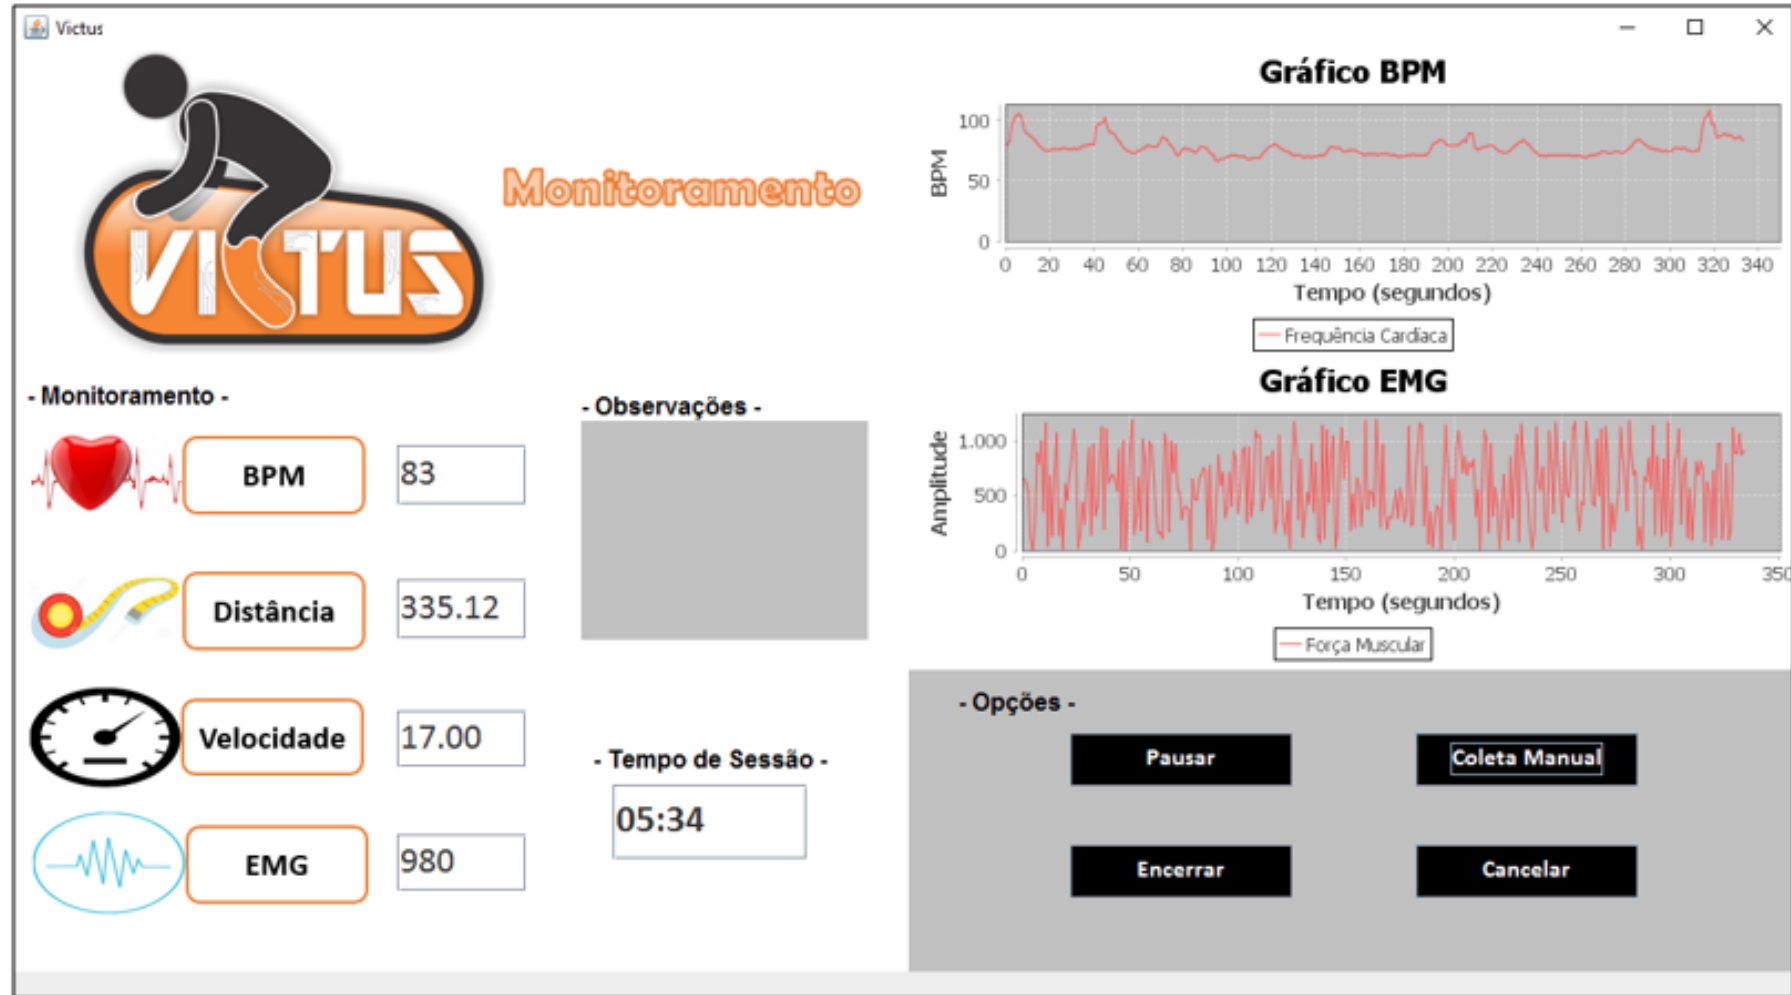 Victus
VICTUS
Monitoramento
- Monitoramento -
BPM
83
Distância
335.12
Velocidade
17.00
EMG
980
- Observações -
- Tempo de Sessão -
05:34
Gráfico BPM
BPM
100
50
0
0 20 40 60 80 100 120 140 160 180 200 220 240 260 280 300 320 340
Tempo (segundos)
Frequência Cardíaca
Gráfico EMG
Amplitude
1.000
500
0
0 50 100 150 200 250 300 350
Tempo (segundos)
Força Muscular
- Opções -
Pausar
Coleta Manual
Encerrar
Cancelar